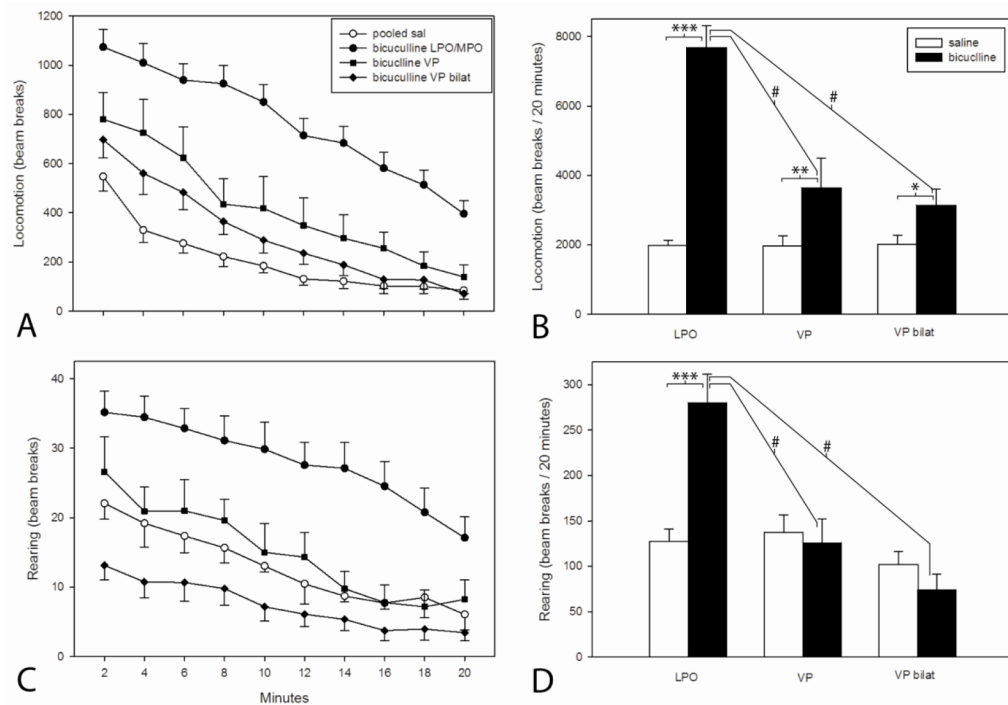 1200
1000
800
600
400
200
0
Locomotion (beam breaks)
pooled sal
bicuculline LPO/MPO
bicuclline VP
bicuculline VP bilat
A
8000
6000
4000
2000
0
Locomotion (beam breaks / 20 minutes)
saline
bicuclline
***
**
*
#
#
LPO
VP
VP bilat
B
40
30
20
10
0
Rearing (beam breaks)
2
4
6
8
10
12
14
16
18
20
Minutes
C
300
250
200
150
100
50
0
Rearing (beam breaks / 20 minutes)
***
#
#
LPO
VP
VP bilat
D